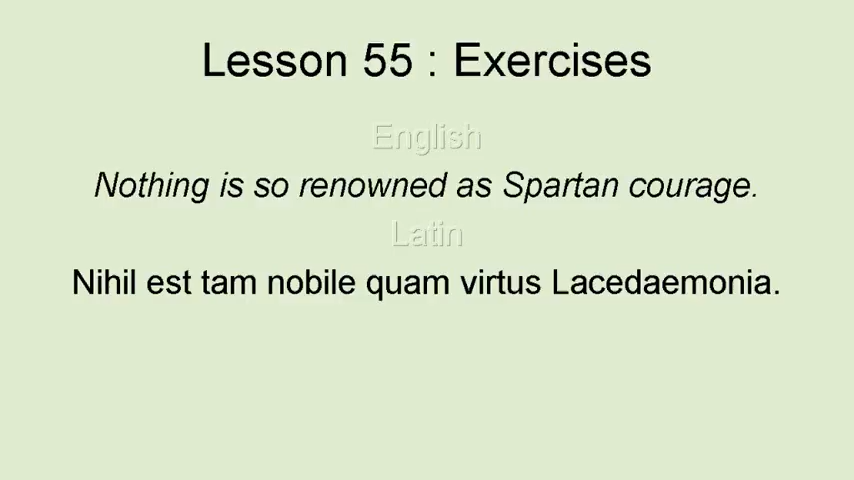 Lesson 55 : Exercises
English
Nothing is so renowned as Spartan courage.
Latin
Nihil est tam nobile quam virtus Lacedaemonia.